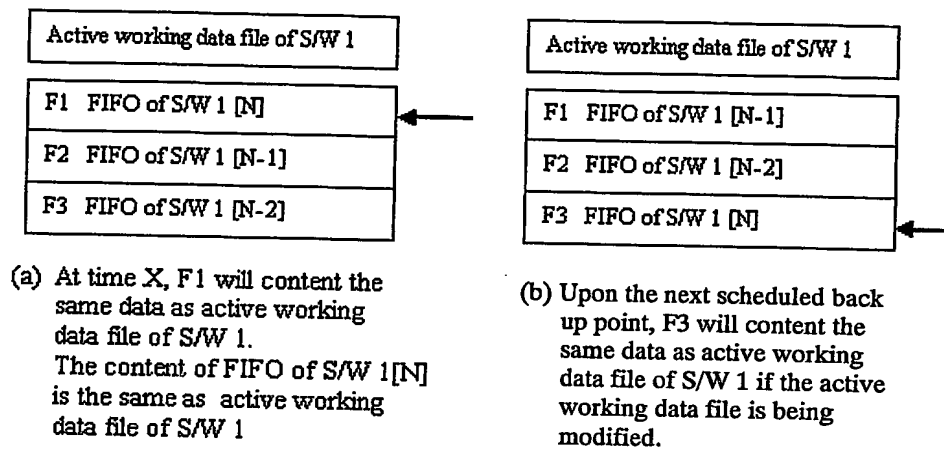 Active working data file of S/W 1
F1 FIFO of S/W 1 [N]
F2 FIFO of S/W 1 [N-1]
F3 FIFO of S/W 1 [N-2]
(a) At time X, F1 will content the
same data as active working
data file of S/W 1.
The content of FIFO of S/W 1[N]
is the same as active working
data file of S/W 1
Active working data file of S/W 1
F1 FIFO of S/W 1 [N-1]
F2 FIFO of S/W 1 [N-2]
F3 FIFO of S/W 1 [N]
(b) Upon the next scheduled back
up point, F3 will content the
same data as active working
data file of S/W 1 if the active
working data file is being
modified.